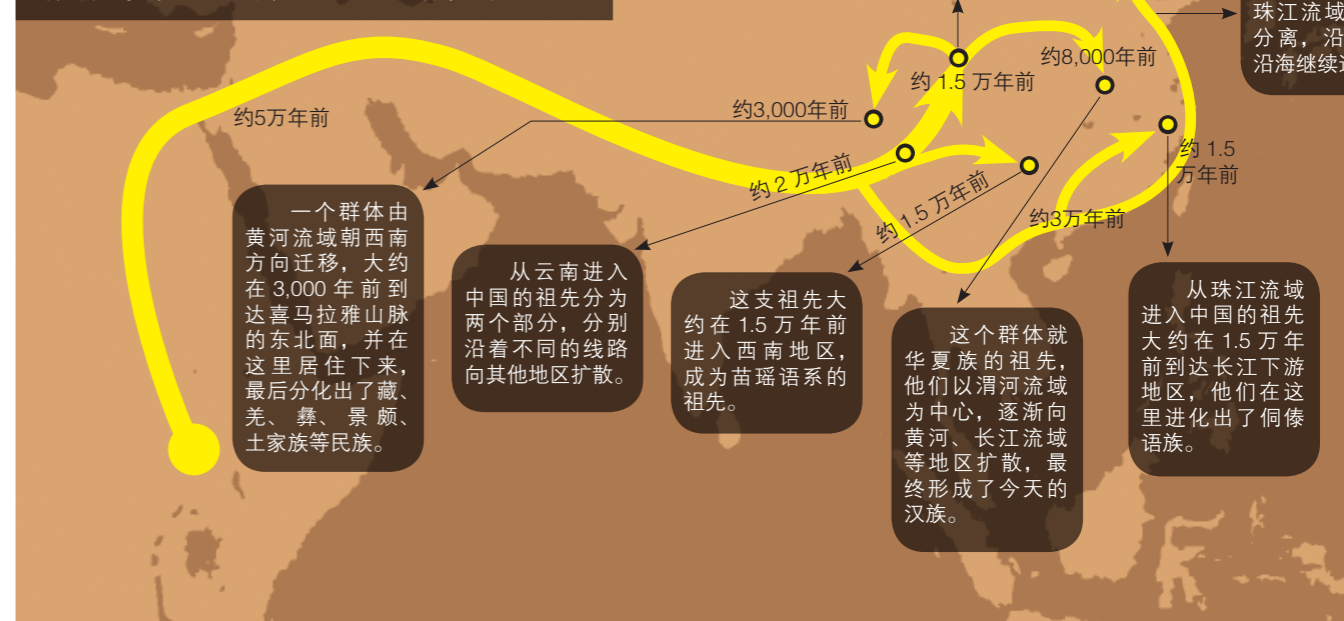 珠江流域
分离，沿
沿海继续
约8,000年前
约 1.5 万年前
约3,000年前
约5万年前
约 1.5
万年前
约 2 万年前
约 1.5 万年前
约3万年前
一个群体由
黄河流域朝西南
方向迁移，大约
在 3,000 年前到
达喜马拉雅山脉
的东北面，并在
这里居住下来，
最后分化出了藏、
羌、彝、景颇、
土家族等民族。
从云南进入
中国的祖先分为
两个部分，分别
沿着不同的线路
向其他地区扩散。
这支祖先大
约在 1.5 万年前
进入西南地区，
成为苗瑶语系的
祖先。
这个群体就
华夏族的祖先，
他们以渭河流域
为中心，逐渐向
黄河、长江流域
等地区扩散，最
终形成了今天的
汉族。
从珠江流域
进入中国的祖先
大约在 1.5 万年
前到达长江下游
地区，他们在这
里进化出了侗傣
语族。